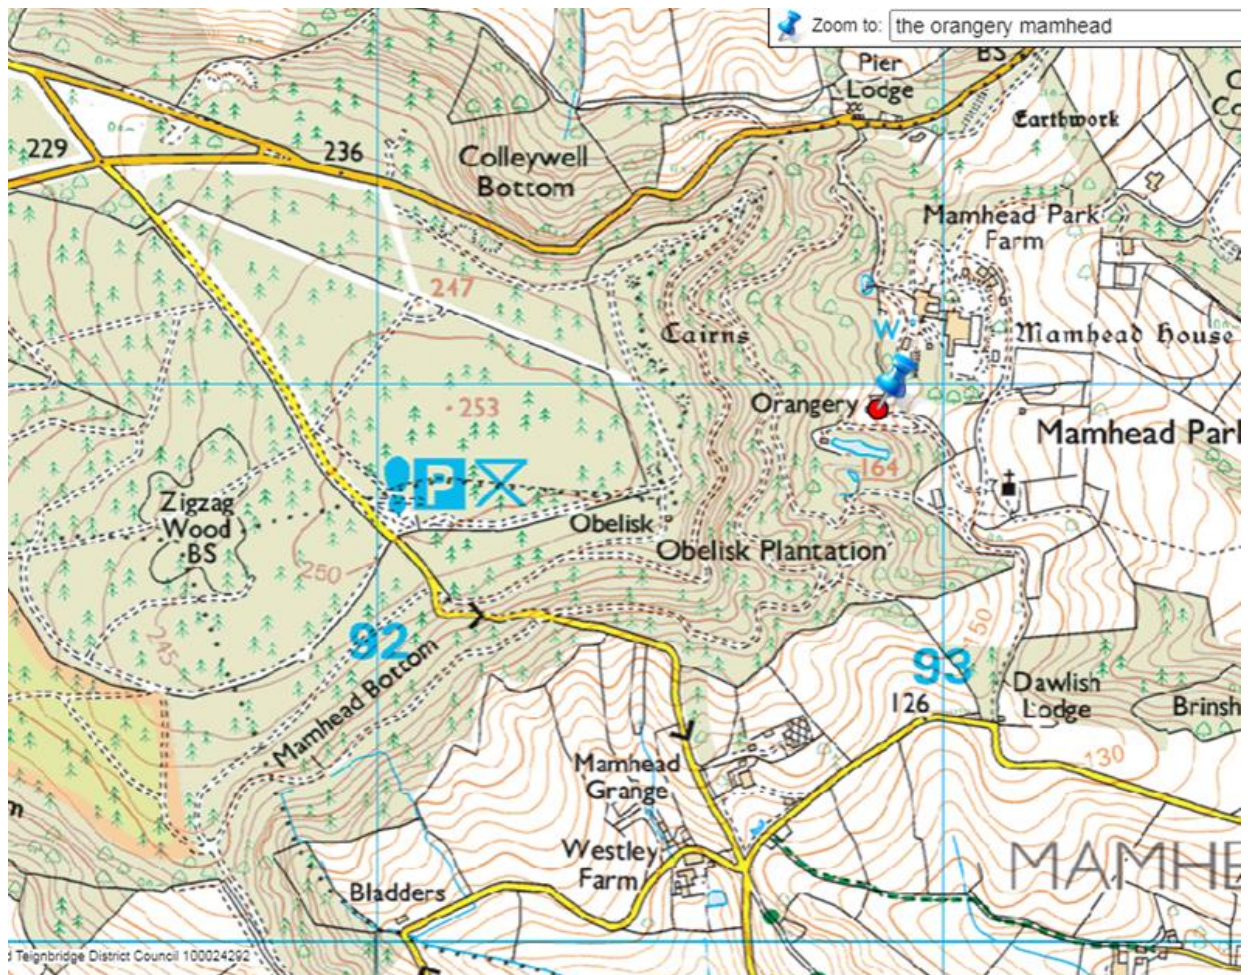 Zoom to: the orangery mamhead
Pier
Lodge
BS
Earthwork
229
236
Colleywell
Bottom
Mamhead Park
Farm
247
Cairns
W
Mamhead House
253
Orangery
Mamhead Park
164
P
Zigzag
Wood
BS
Obelisk
Obelisk Plantation
250
245
92
93
150
Mamhead Bottom
126
Dawlish
Lodge
Brinsh
130
Mamhead
Grange
Westley
Farm
MAMHE
Bladders
d Teignbridge District Council 100024292